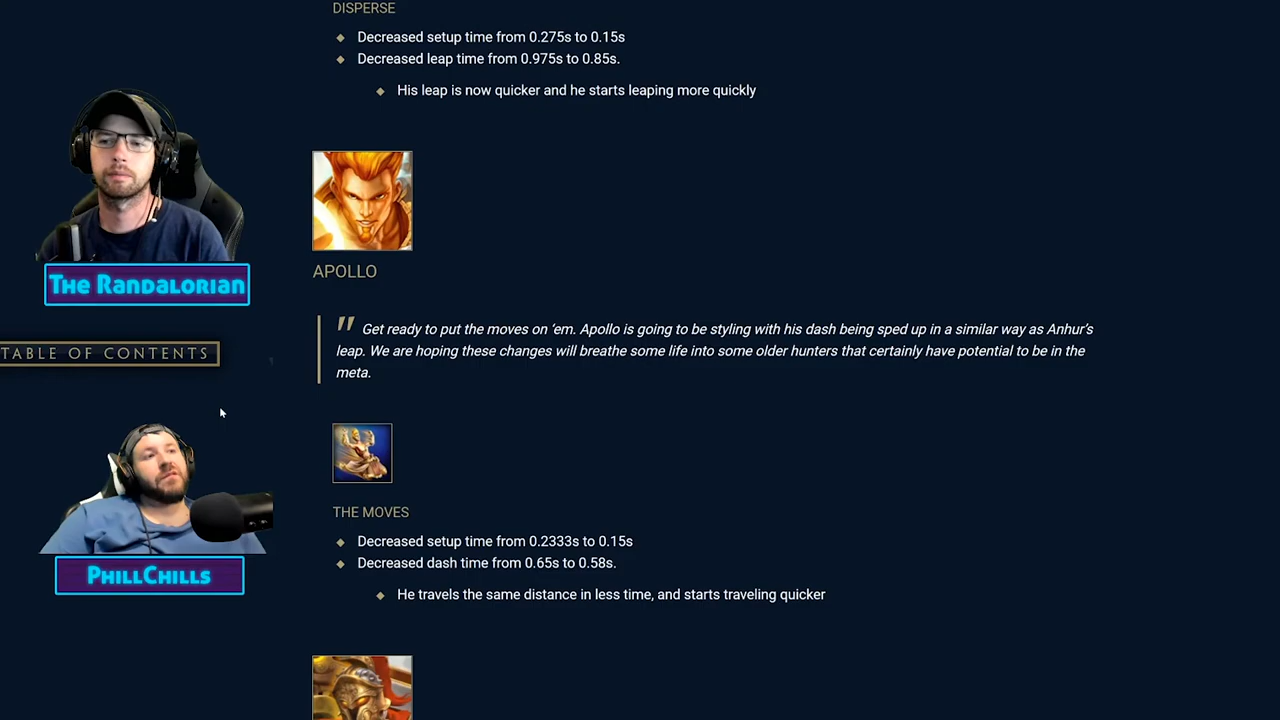 DISPERSE
Decreased setup time from 0.275s to 0.15s
Decreased leap time from 0.975s to 0.85s.
His leap is now quicker and he starts leaping more quickly
The Randalorian
APOLLO
" Get ready to put the moves on 'em. Apollo is going to be styling with his dash being sped up in a similar way as Anhur's
leap. We are hoping these changes will breathe some life into some older hunters that certainly have potential to be in the
meta.
TABLE OF CONTENTS
THE MOVES
Decreased setup time from 0.2333s to 0.15s
Decreased dash time from 0.65s to 0.58s.
He travels the same distance in less time, and starts traveling quicker
PhillChills